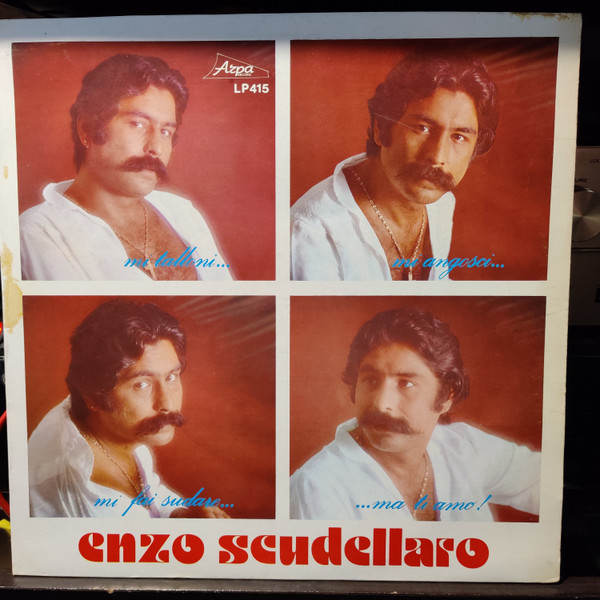 Arpa
LP415
mi talloni...
mi angosci...
mi fai sudare...
...ma ti amo!
enzo scudellaro